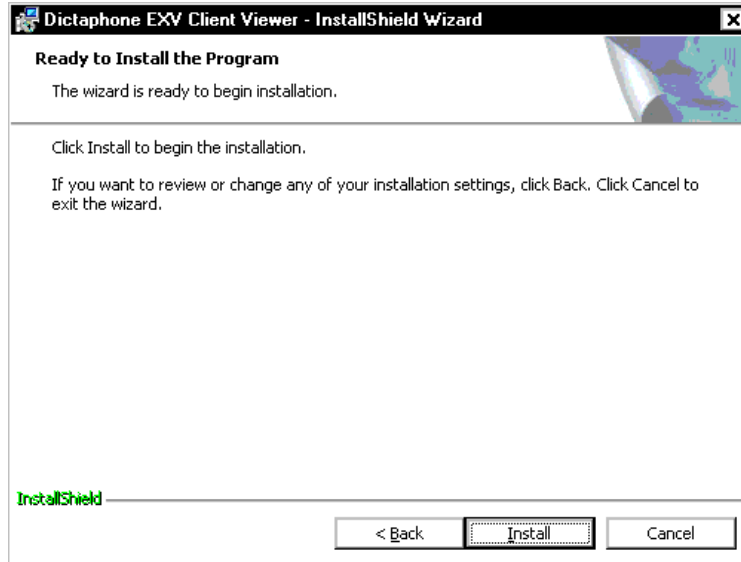 Dictaphone EXV Client Viewer - InstallShield Wizard
Ready to Install the Program
The wizard is ready to begin installation.
Click Install to begin the installation.
If you want to review or change any of your installation settings, click Back. Click Cancel to
exit the wizard.
InstallShield
< Back
Install
Cancel